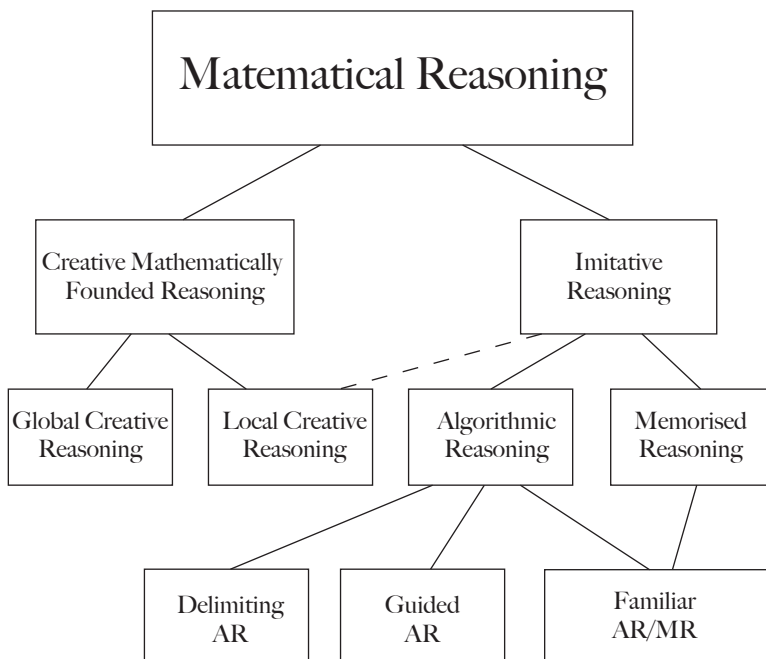 Matematical Reasoning
Creative Mathematically
Founded Reasoning
Imitative
Reasoning
Global Creative
Reasoning
Local Creative
Reasoning
Algorithmic
Reasoning
Memorised
Reasoning
Delimiting
AR
Guided
AR
Familiar
AR/MR